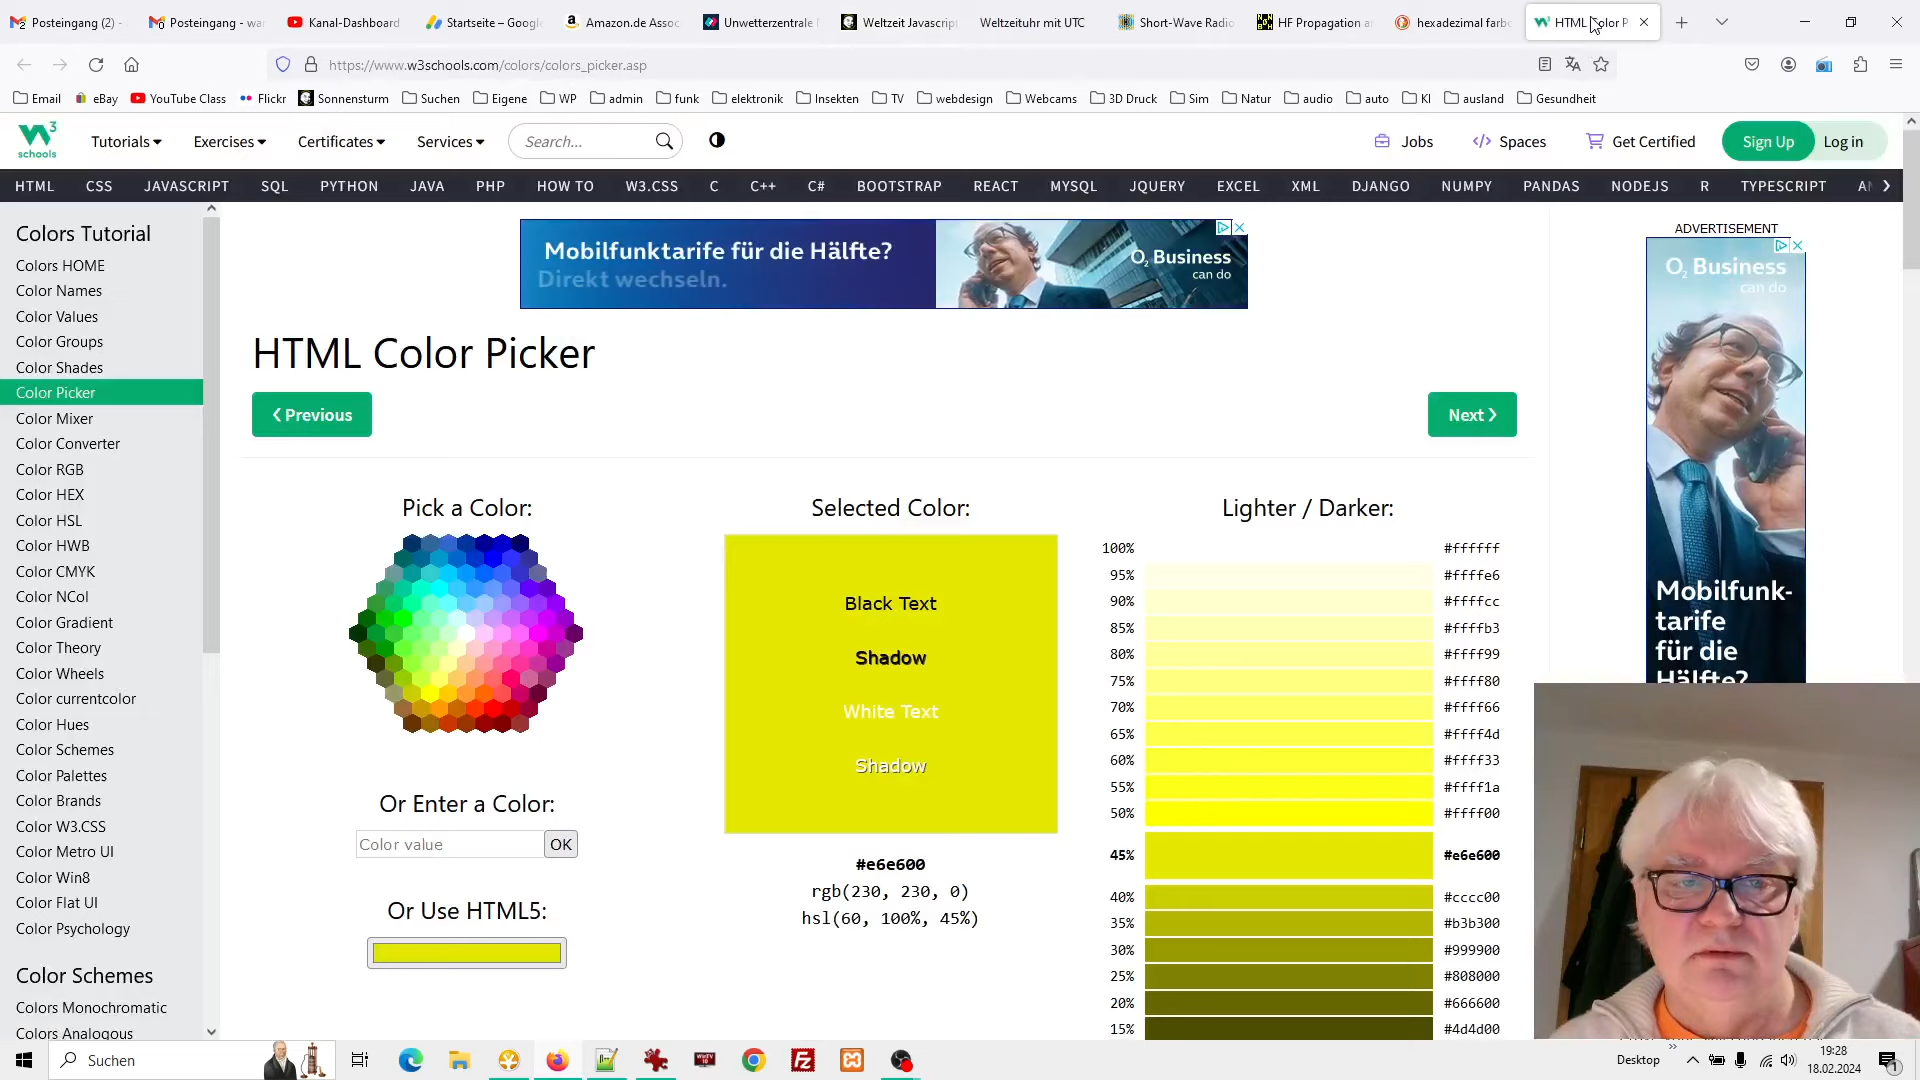 Posteingang (2) -
Posteingang - wa
Kanal-Dashboard
Startseite – Googl
Amazon.de Assoc
Unwetterzentrale
Weltzeit Javascrip
Weltzeituhr mit UTC
Short-Wave Radio
HF Propagation a
hexadezimal farb
HTML Color P
https://www.w3schools.com/colors/colors_picker.asp
Email
eBay
YouTube Class
Flickr
Sonnensturm
Suchen
Eigene
WP
admin
funk
elektronik
Insekten
TV
webdesign
Webcams
3D Druck
Sim
Natur
audio
auto
KI
ausland
Gesundheit
W3
schools
Tutorials
Exercises
Certificates
Services
Search...
Jobs
Spaces
Get Certified
Sign Up
Log in
HTML
CSS
JAVASCRIPT
SQL
PYTHON
JAVA
PHP
HOW TO
W3.CSS
C
C++
C#
BOOTSTRAP
REACT
MYSQL
JQUERY
EXCEL
XML
DJANGO
NUMPY
PANDAS
NODEJS
R
TYPESCRIPT
Colors Tutorial
Colors HOME
Color Names
Color Values
Color Groups
Color Shades
Color Picker
Color Mixer
Color Converter
Color RGB
Color HEX
Color HSL
Color HWB
Color CMYK
Color NCol
Color Gradient
Color Theory
Color Wheels
Color currentcolor
Color Hues
Color Schemes
Color Palettes
Color Brands
Color W3.CSS
Color Metro UI
Color Win8
Color Flat UI
Color Psychology
Color Schemes
Colors Monochromatic
Colors Analogous
Mobilfunktarife für die Hälfte?
Direkt wechseln.
O2 Business
can do
HTML Color Picker
❮ Previous
Next ❯
Pick a Color:
Or Enter a Color:
Color value
OK
Or Use HTML5:
Selected Color:
Black Text
Shadow
White Text
Shadow
#e6e600
rgb(230, 230, 0)
hsl(60, 100%, 45%)
Lighter / Darker:
100% #ffffff
95% #ffffe6
90% #ffffcc
85% #ffffb3
80% #ffff99
75% #ffff80
70% #ffff66
65% #ffff4d
60% #ffff33
55% #ffff1a
50% #ffff00
45% #e6e600
40% #cccc00
35% #b3b300
30% #999900
25% #808000
20% #666600
15% #4d4d00
ADVERTISEMENT
O2 Business
can do
Mobilfunk-
tarife
für die
Hälfte?
Suchen
Desktop
19:28
18.02.2024